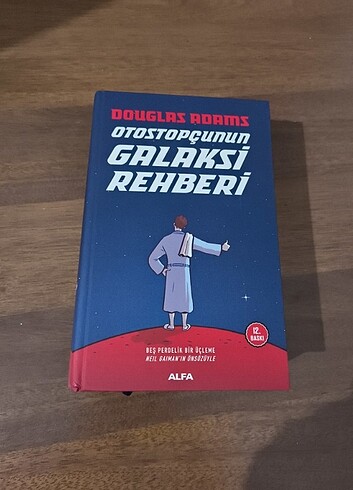 DOUGLAS ADAMS
OTOSTOPÇUNUN
GALAKSİ
REHBERİ
12.
BASKI
BEŞ PERDELİK BİR ÜÇLEME
NEIL GAIMAN'IN ÖNSÖZÜYLE
ALFA